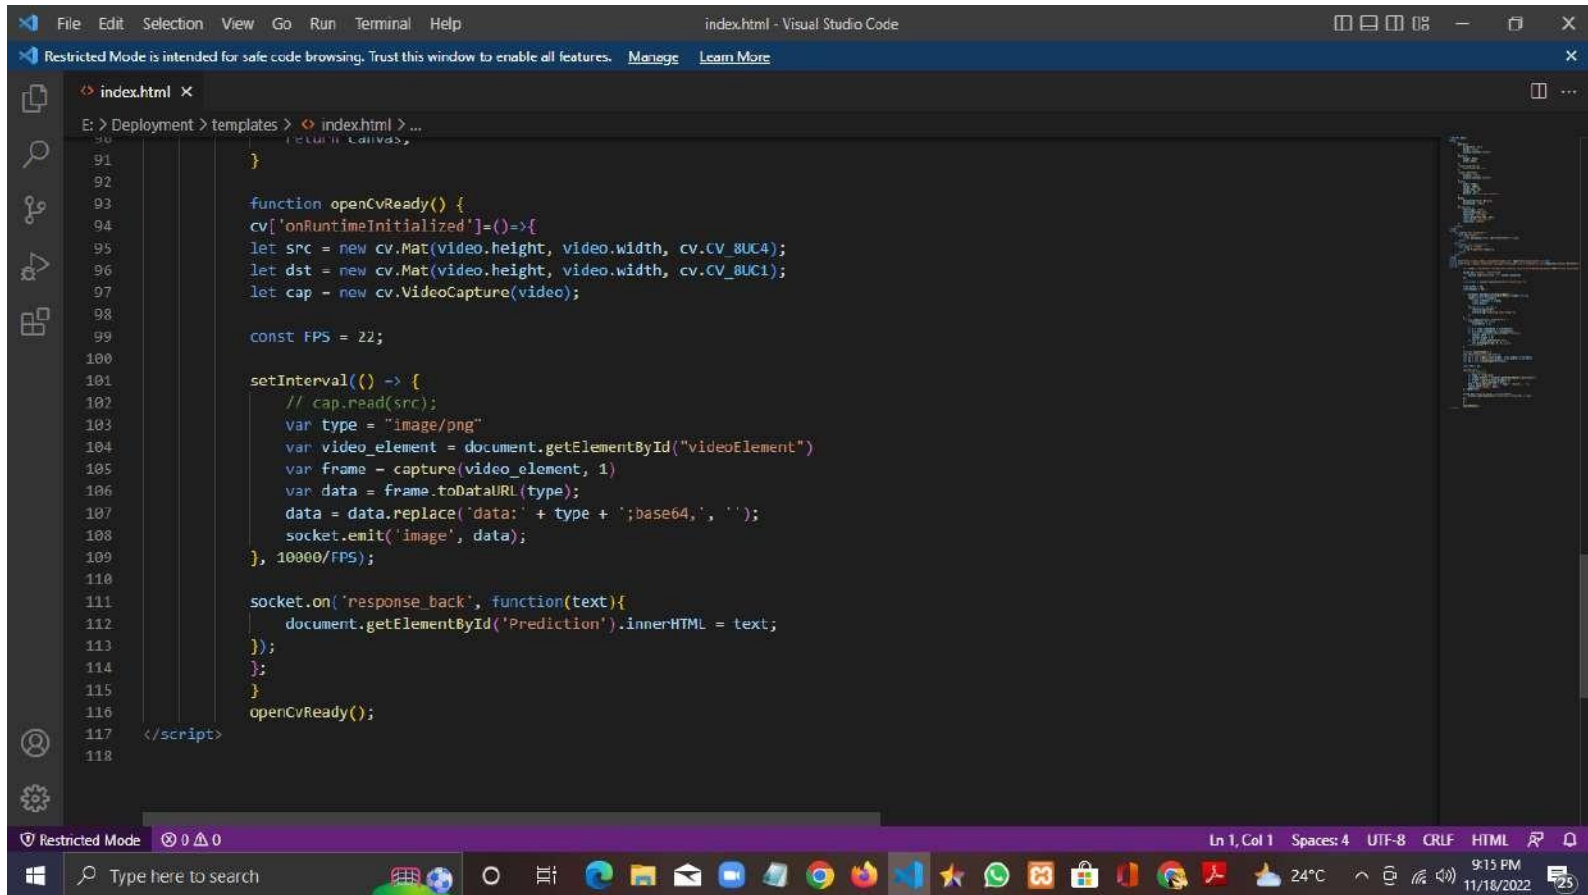 File Edit Selection View Go Run Terminal Help
index.html - Visual Studio Code
Restricted Mode is intended for safe code browsing. Trust this window to enable all features. Manage Learn More
index.html
E: > Deployment > templates > index.html > ...
90 return canvas;
91 }
92
93 function openCvReady() {
94 cv['onRuntimeInitialized']=()=>{
95 let src = new cv.Mat(video.height, video.width, cv.CV_8UC4);
96 let dst = new cv.Mat(video.height, video.width, cv.CV_8UC1);
97 let cap = new cv.VideoCapture(video);
98
99 const FPS = 22;
100
101 setInterval(() => {
102 // cap.read(src);
103 var type = "image/png"
104 var video_element = document.getElementById("videoElement")
105 var frame = capture(video_element, 1)
106 var data = frame.toDataURL(type);
107 data = data.replace('data:' + type + ';base64,', '');
108 socket.emit('image', data);
109 }, 10000/FPS);
110
111 socket.on('response_back', function(text){
112 document.getElementById('Prediction').innerHTML = text;
113 });
114 };
115 }
116 openCvReady();
117 </script>
118
Restricted Mode 0 0 Ln 1, Col 1 Spaces: 4 UTF-8 CRLF HTML
Type here to search 24°C 9:15 PM
11/18/2022 25